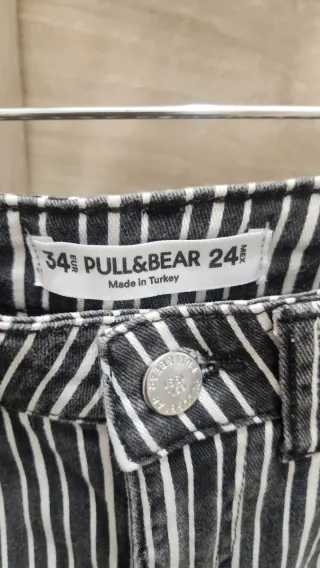 34 EUR PULL&BEAR 24 MEX
Made in Turkey